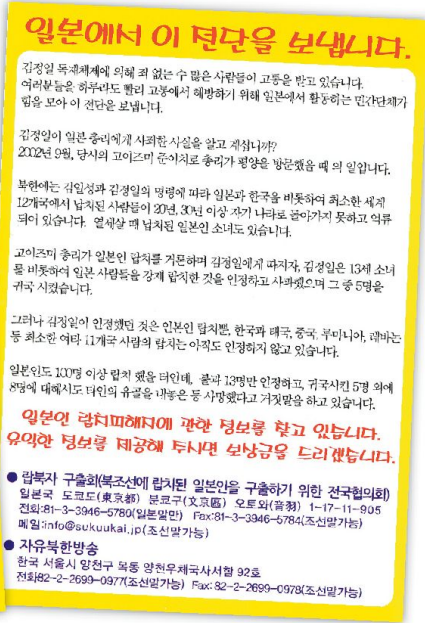 일본에서 이 전단을 보냅니다.
김정일 독재체제에 의해 죄 없는 수 많은 사람들이 고통을 받고 있습니다.
여러분들을 하루라도 빨리 고통에서 해방하기 위해 일본에서 활동하는 민간단체가
힘을 모아 이 전단을 보냅니다.
김정일이 일본 총리에게 사죄한 사실을 알고 계십니까?
2002년 9월, 당시의 고이즈미 준이치로 총리가 평양을 방문했을 때 의 일입니다.
북한에는 김일성과 김정일의 명령에 따라 일본과 한국을 비롯하여 최소한 세계
12개국에서 납치된 사람들이 20년, 30년 이상 자기 나라로 돌아가지 못하고 억류
되어 있습니다. 열세살 때 납치된 일본인 소녀도 있습니다.
고이즈미 총리가 일본인 납치를 거론하며 김정일에게 따지자, 김정일은 13세 소녀
를 비롯하여 일본 사람들을 강제 납치한 것을 인정하고 사과했으며 그 중 5명을
귀국 시켰습니다.
그러나 김정일이 인정했던 것은 일본인 납치뿐, 한국과 태국, 중국, 루미니아, 레바논
등 최소한 여타 11개국 사람의 납치는 아직도 인정하지 않고 있습니다.
일본인도 100명 이상 납치 했을 터인데, 불과 13명만 인정하고, 귀국시킨 5명 외에
8명에 대해서도 타인의 유골을 내놓은 등 사망했다고 거짓말을 하고 있습니다.
일본인 랍치피해자에 관한 정보를 찾고 있습니다.
유익한 정보를 제공해 주시면 보상금을 드리겠습니다.
● 랍북자 구출회(북조선에 랍치된 일본인을 구출하기 위한 전국협의회)
일본국 도쿄도(東京都) 분쿄구(文京區) 오토와(音羽) 1-17-11-905
전화:81-3-3946-5780(일본말만) Fax:81-3-3946-5784(조선말가능)
메일:info@sukuukai.jp(조선말가능)
● 자유북한방송
한국 서울시 양천구 목동 양천우체국사서함 92호
전화82-2-2699-0977(조선말가능) Fax: 82-2-2699-0978(조선말가능)